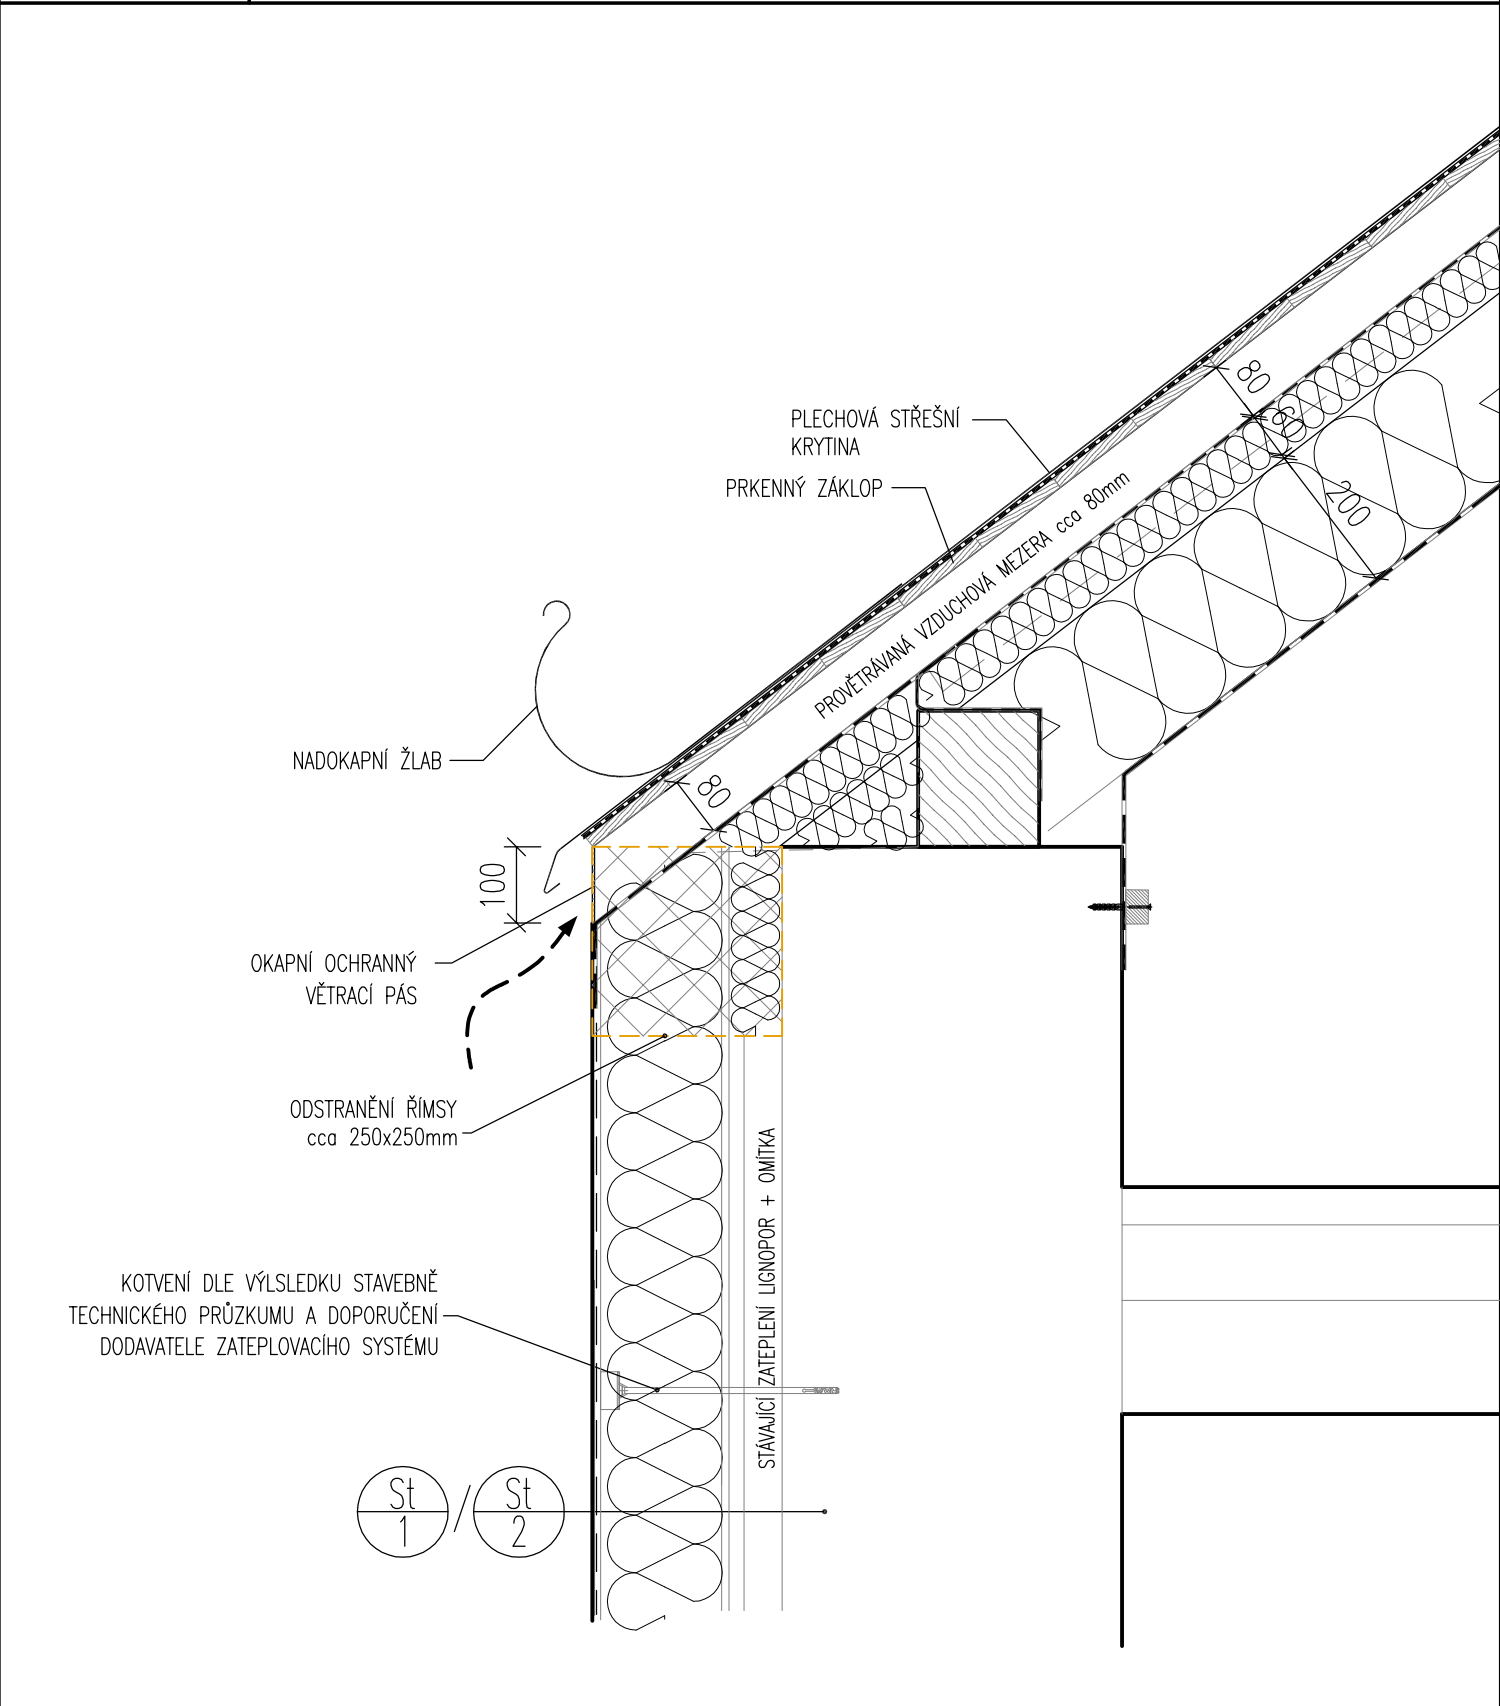 80
60
PLECHOVÁ STŘEŠNÍ
KRYTINA
PRKENNÝ ZÁKLOP
200
PROVĚTRÁVANÁ VZDUCHOVÁ MEZERA cca 80mm
NADOKAPNÍ ŽLAB
80
100
OKAPNÍ OCHRANNÝ
VĚTRACÍ PÁS
ODSTRANĚNÍ ŘÍMSY
cca 250x250mm
STÁVAJÍCÍ ZATEPLENÍ LIGNOPOR + OMÍTKA
KOTVENÍ DLE VÝLSLEDKU STAVEBNĚ
TECHNICKÉHO PRŮZKUMU A DOPORUČENÍ
DODAVATELE ZATEPLOVACÍHO SYSTÉMU
St / St
1 2